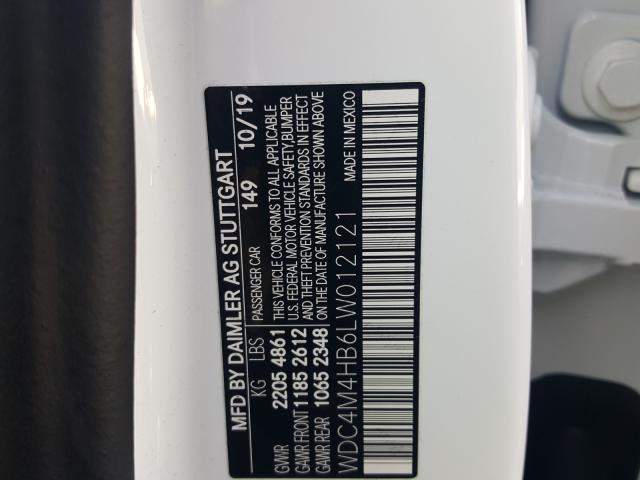 MFD BY DAIMLER AG STUTTGART
KG LBS PASSENGER CAR 149 10/19
GVWR 2205 4861 THIS VEHICLE CONFORMS TO ALL APPLICABLE
U.S. FEDERAL MOTOR VEHICLE SAFETY,BUMPER
GAWR FRONT 1185 2612 AND THEFT PREVENTION STANDARDS IN EFFECT
GAWR REAR 1065 2348 ON THE DATE OF MANUFACTURE SHOWN ABOVE
WDC4M4HB6LW012121 MADE IN MEXICO